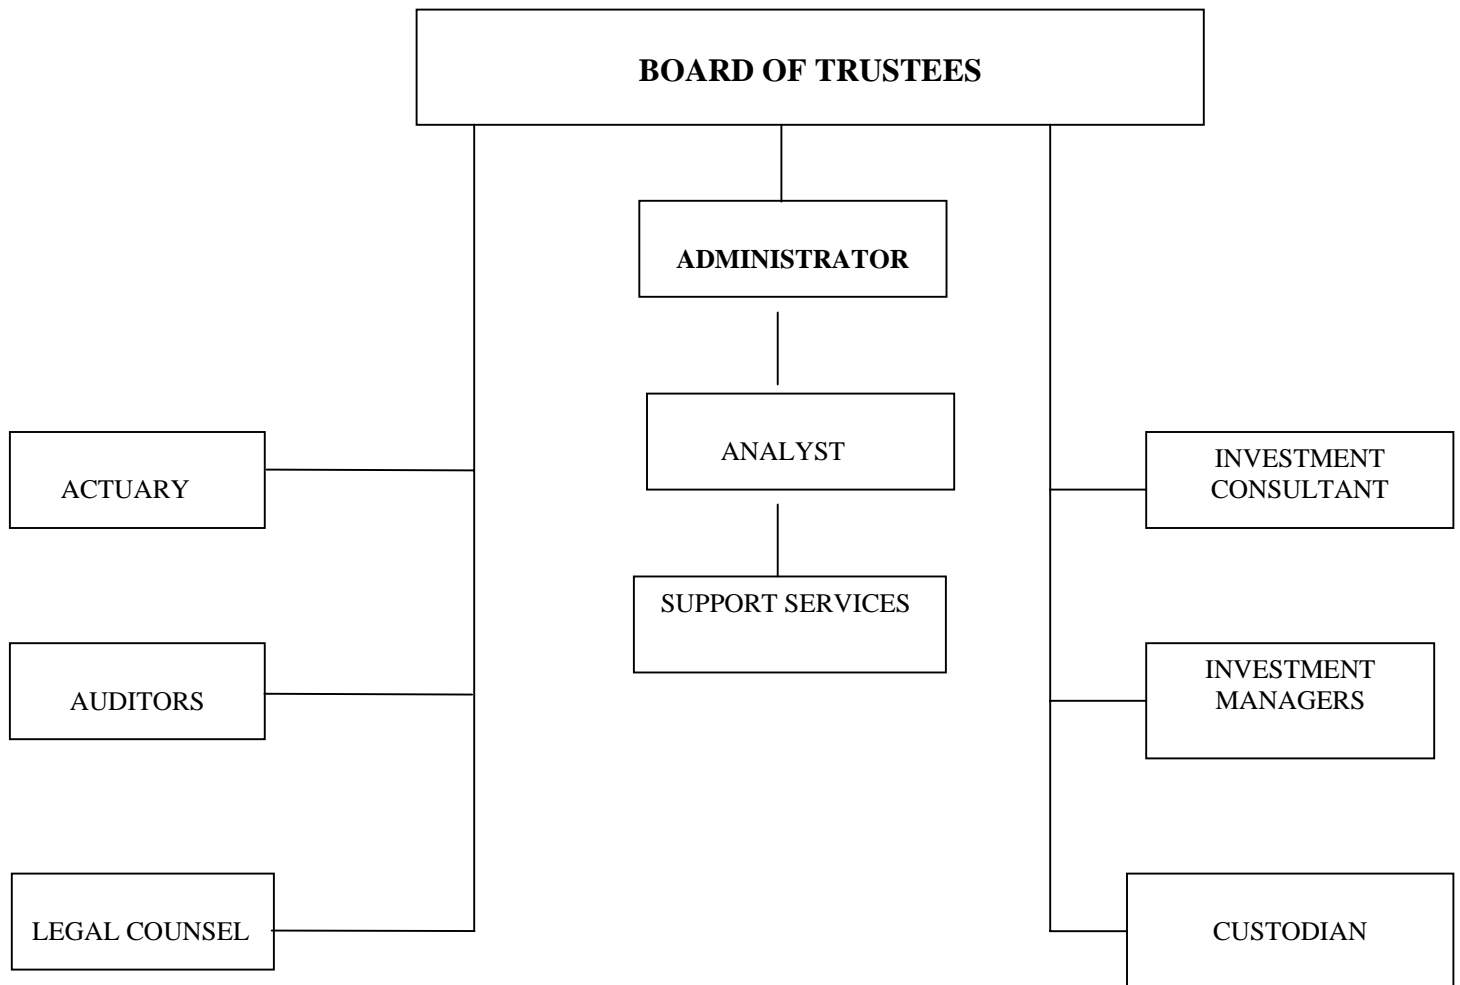 BOARD OF TRUSTEES
ADMINISTRATOR
ANALYST
SUPPORT SERVICES
ACTUARY
AUDITORS
LEGAL COUNSEL
INVESTMENT
CONSULTANT
INVESTMENT
MANAGERS
CUSTODIAN